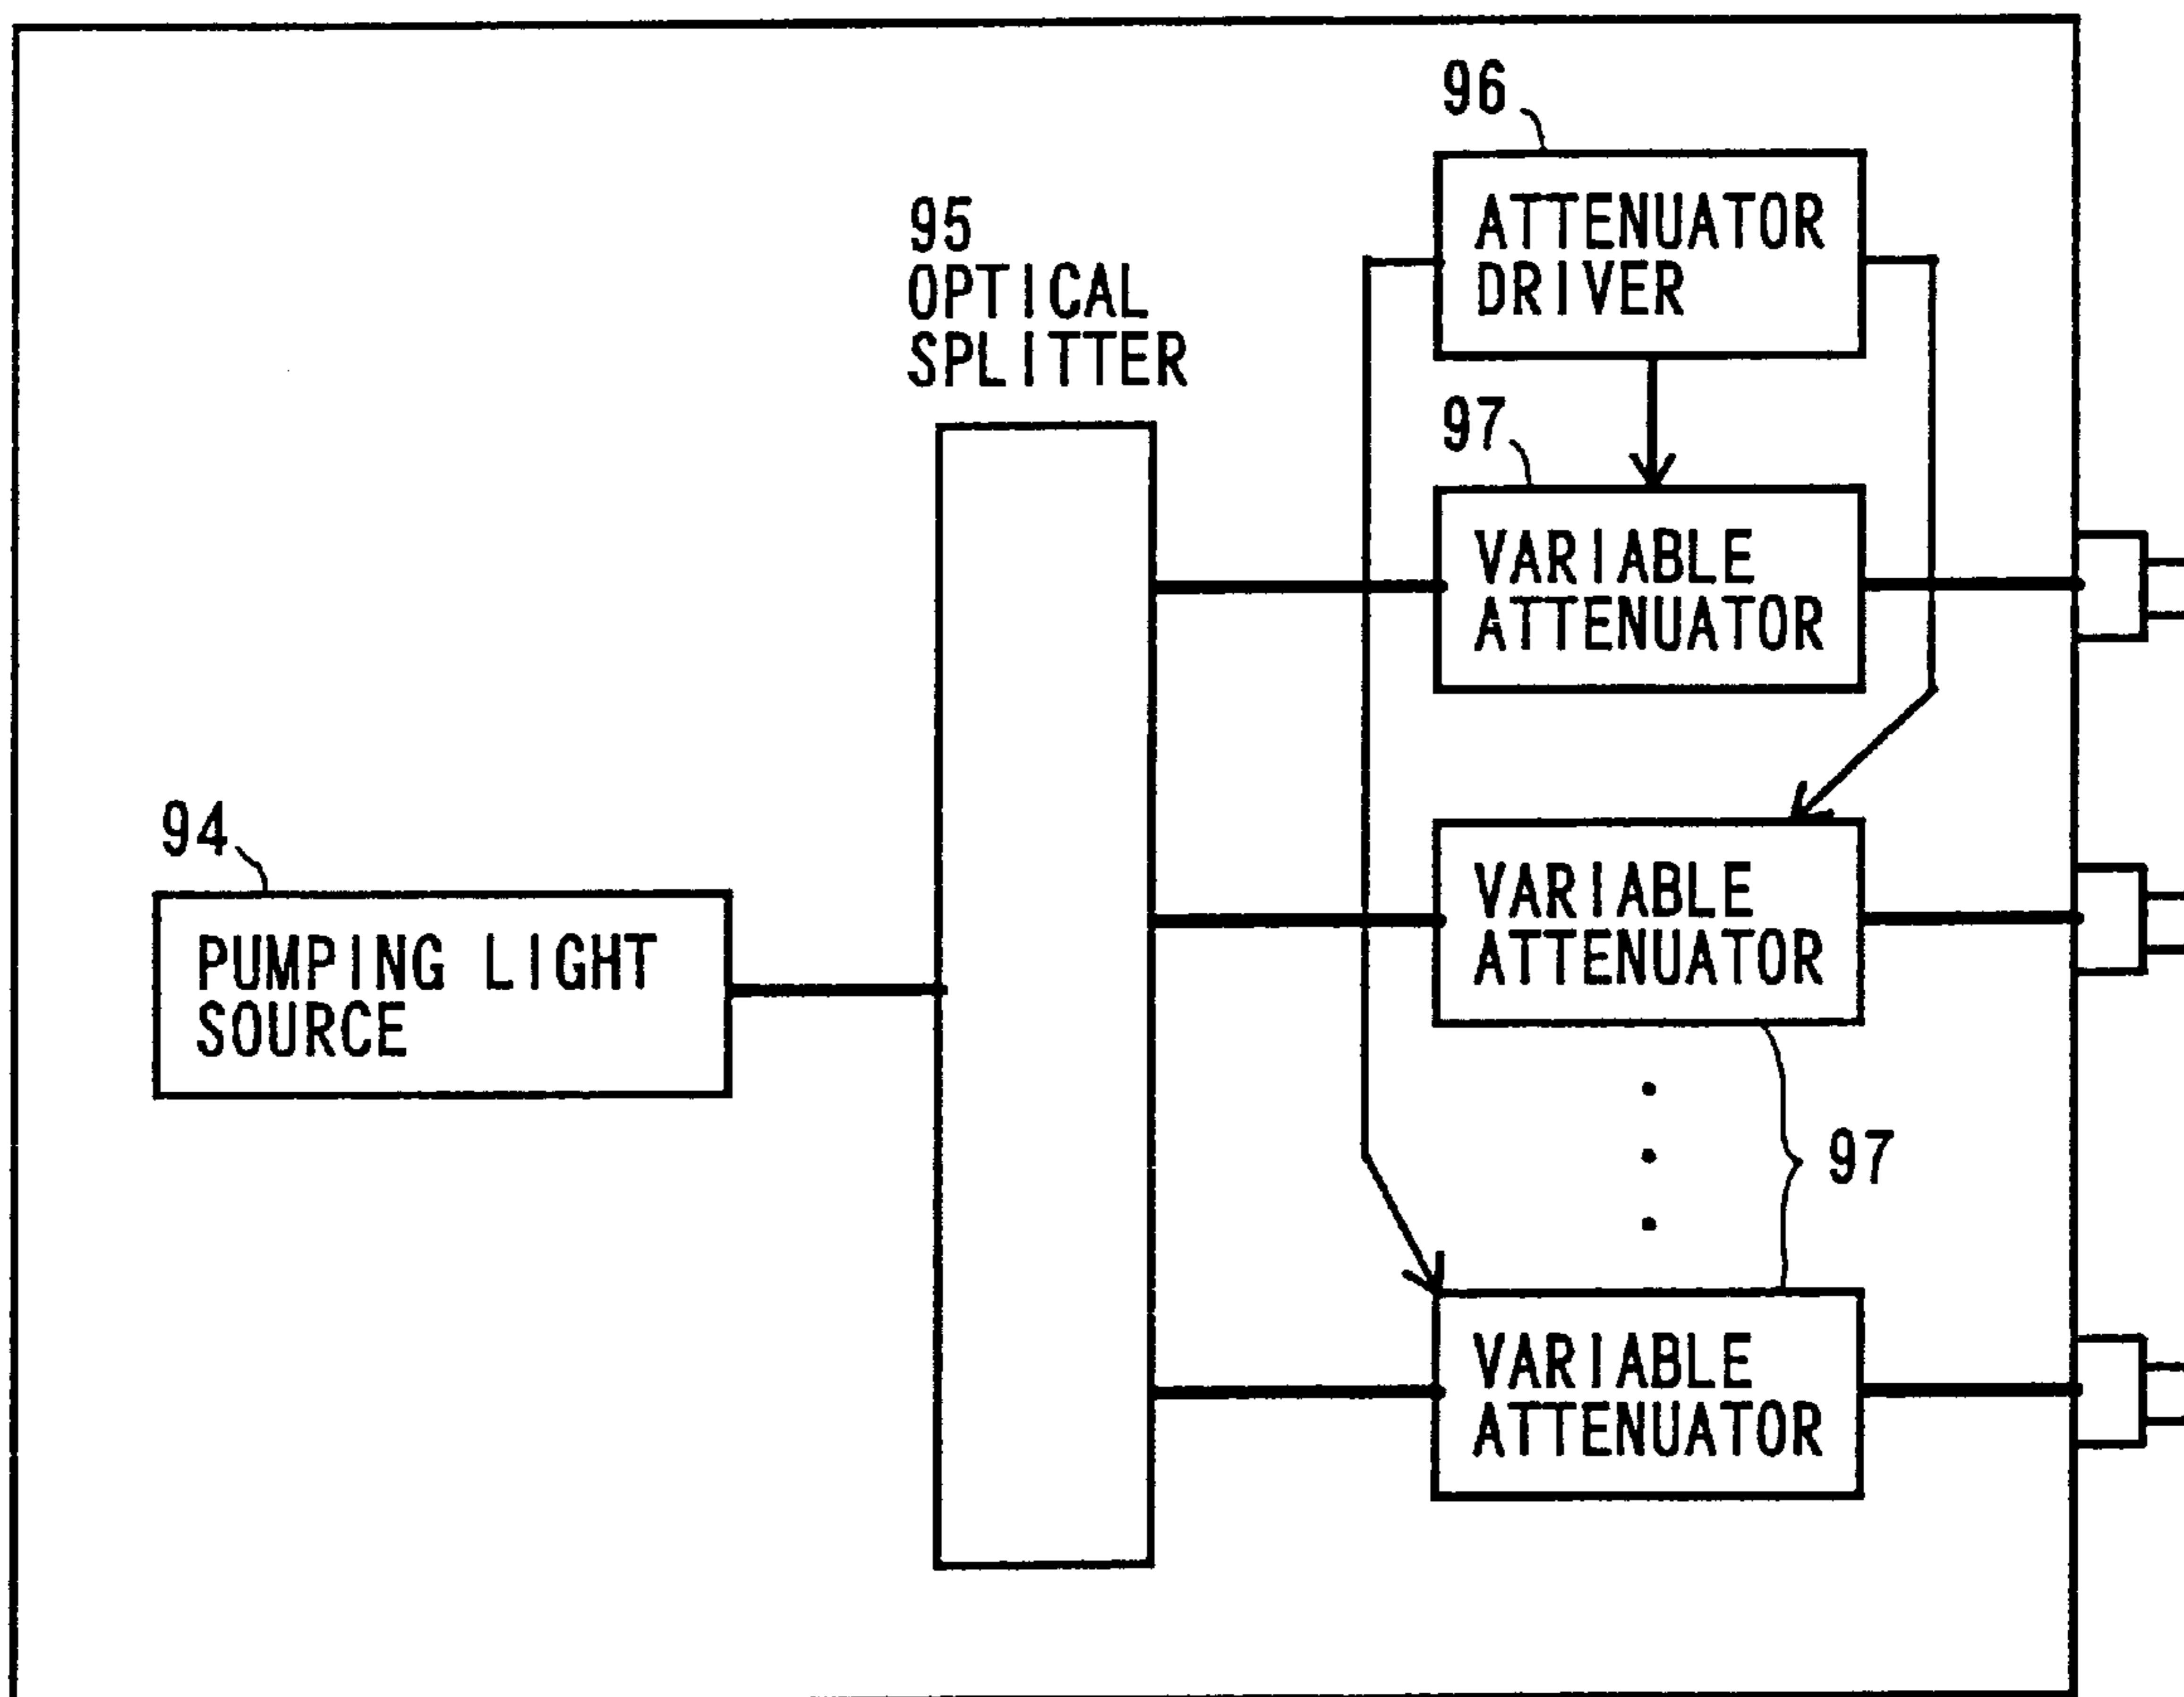 96
ATTENUATOR
DRIVER
95
OPTICAL
SPLITTER
97
VARIABLE
ATTENUATOR
94
PUMPING LIGHT
SOURCE
VARIABLE
ATTENUATOR
97
VARIABLE
ATTENUATOR